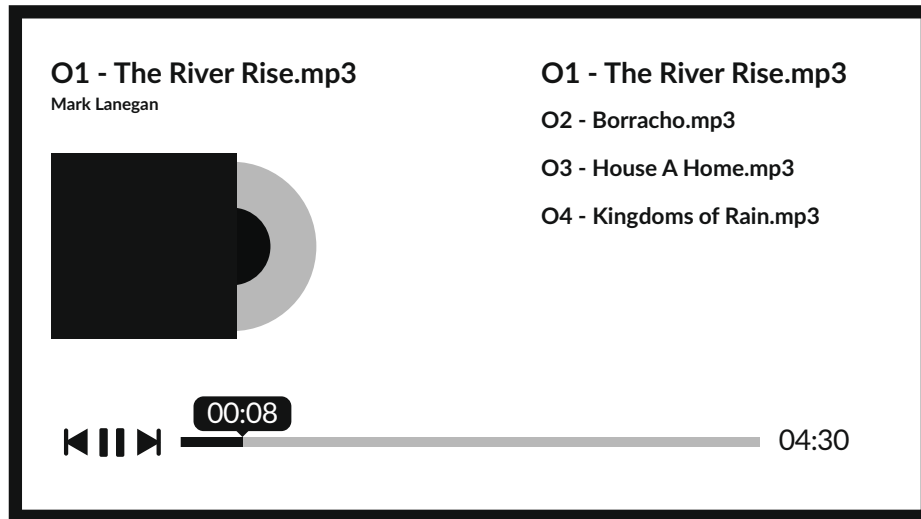 O1 - The River Rise.mp3
Mark Lanegan
O1 - The River Rise.mp3
O2 - Borracho.mp3
O3 - House A Home.mp3
O4 - Kingdoms of Rain.mp3
00:08
04:30